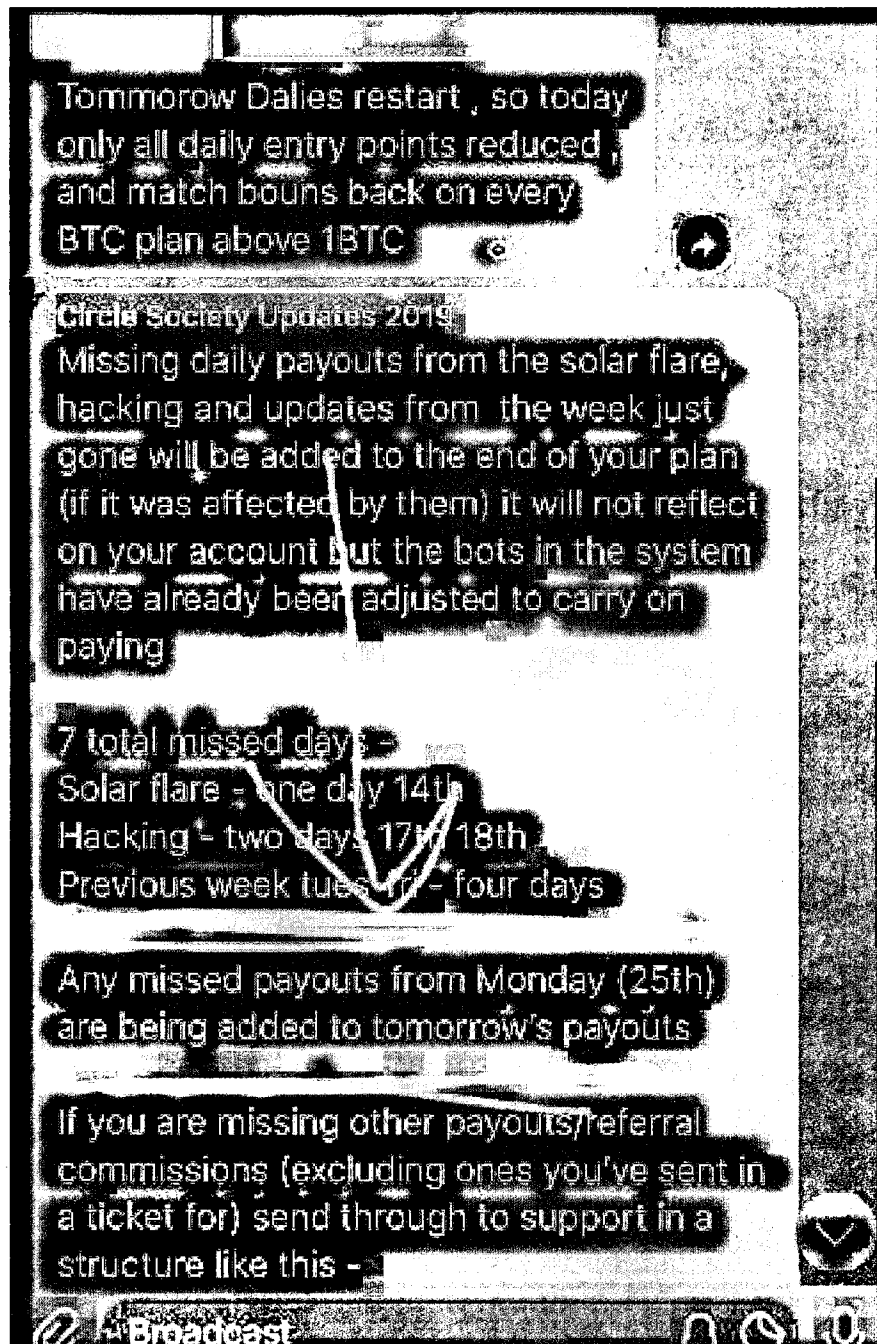 Tommorow Dalies restart , so today
only all daily entry points reduced ,
and match bouns back on every
BTC plan above 1BTC
Circle Society Updates 2019
Missing daily payouts from the solar flare,
hacking and updates from the week just
gone will be added to the end of your plan
(if it was affected by them) it will not reflect
on your account but the bots in the system
have already been adjusted to carry on
paying
7 total missed days -
Solar flare - one day 14th
Hacking - two days 17th 18th
Previous week tues - four days
Any missed payouts from Monday (25th)
are being added to tomorrow's payouts
If you are missing other payouts/referral
commissions (excluding ones you've sent in
a ticket for) send through to support in a
structure like this -
Broadcast